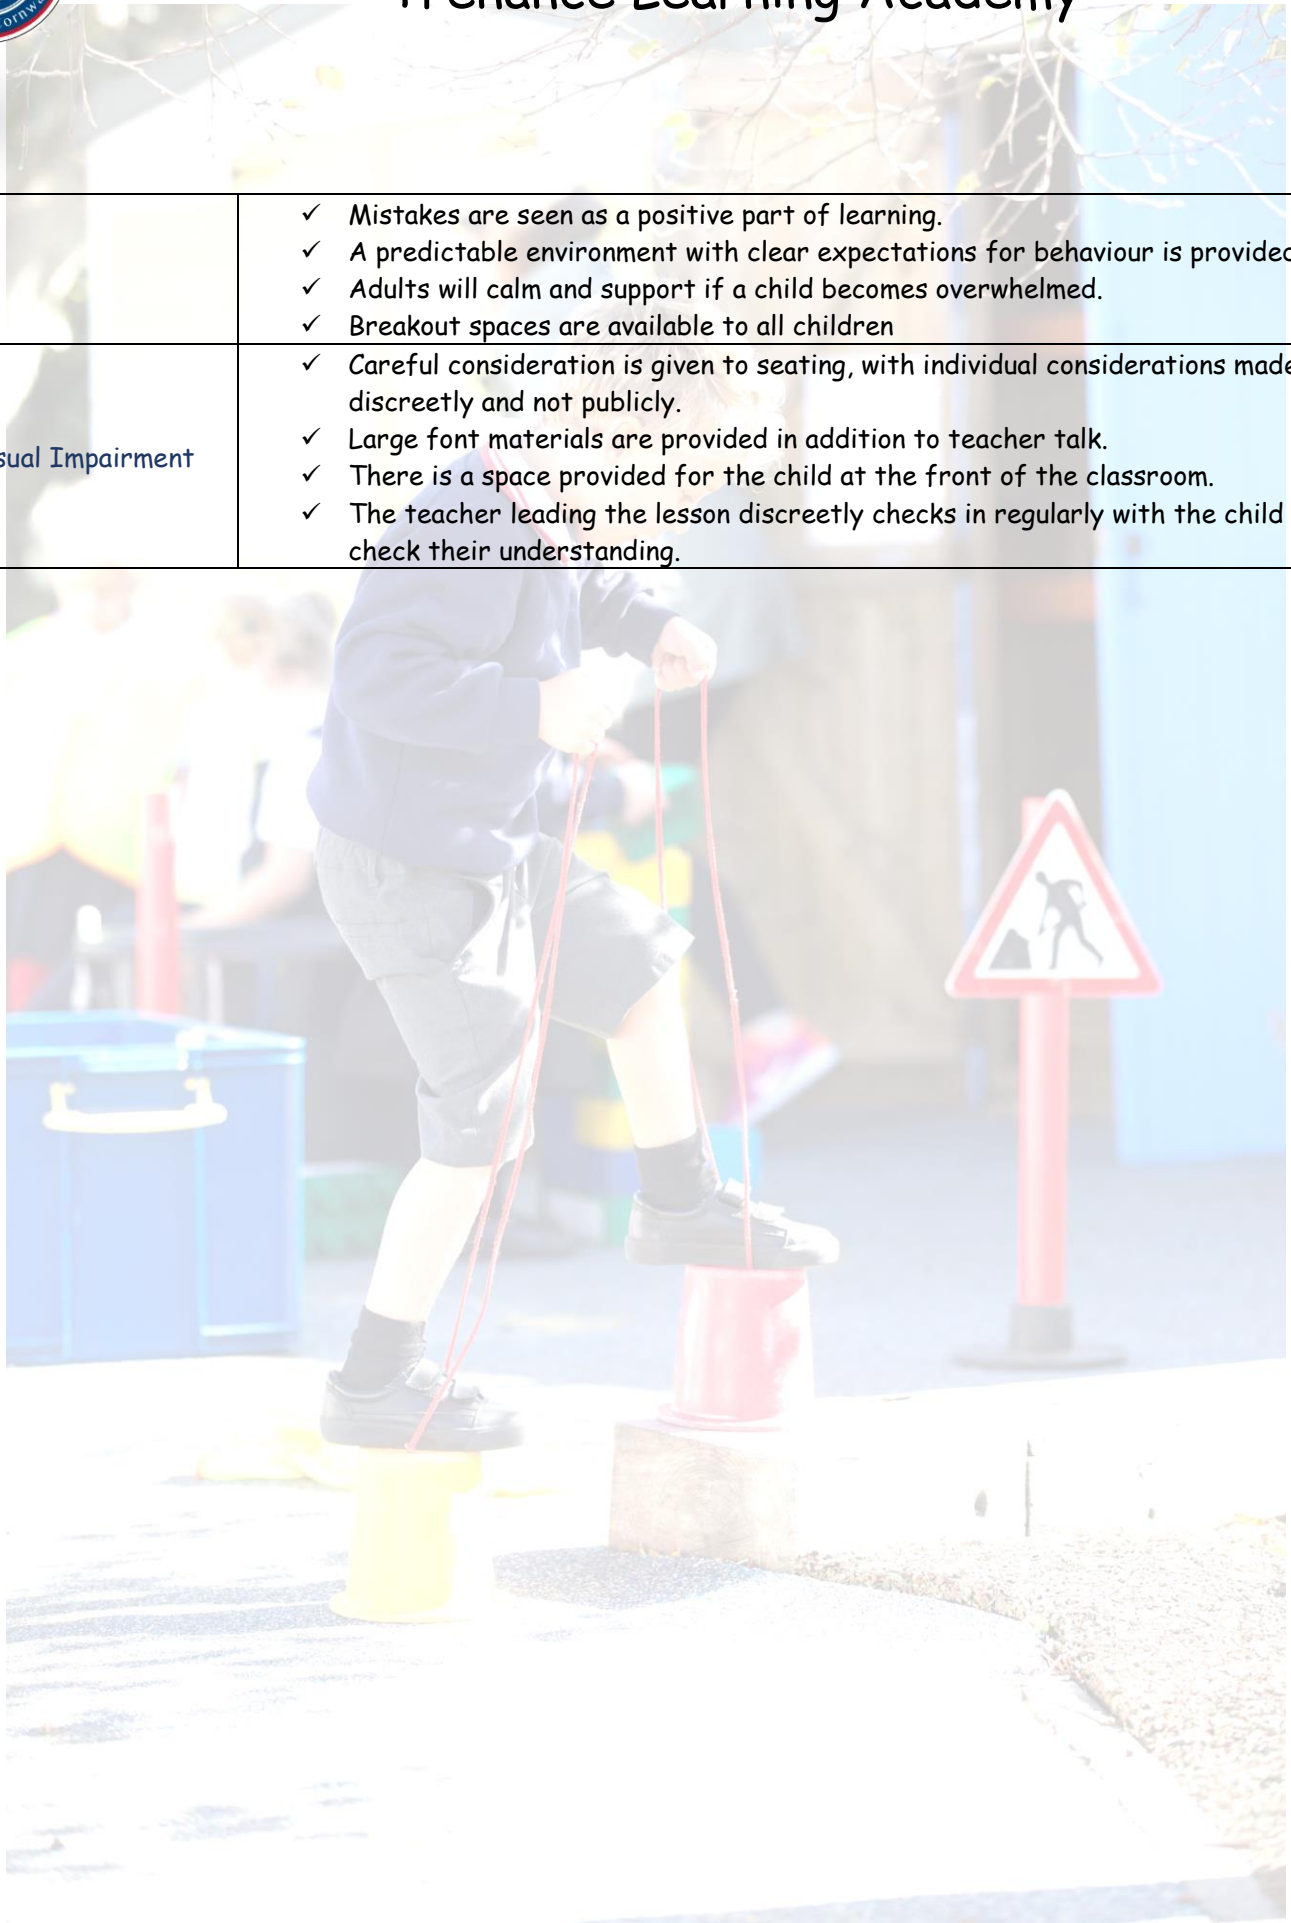 Trenance Learning Academy
Cornwa
✓ Mistakes are seen as a positive part of learning.
✓ A predictable environment with clear expectations for behaviour is provided
✓ Adults will calm and support if a child becomes overwhelmed.
✓ Breakout spaces are available to all children
sual Impairment
✓ Careful consideration is given to seating, with individual considerations made
discreetly and not publicly.
✓ Large font materials are provided in addition to teacher talk.
✓ There is a space provided for the child at the front of the classroom.
✓ The teacher leading the lesson discreetly checks in regularly with the child
check their understanding.